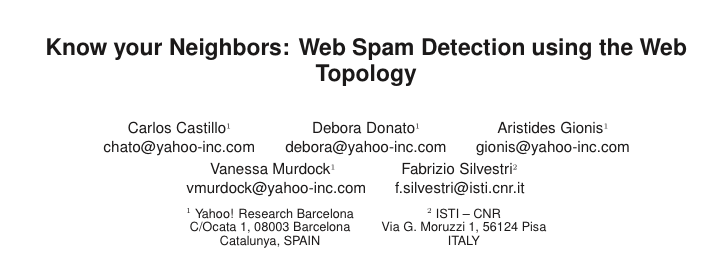 Know your Neighbors: Web Spam Detection using the Web
Topology
Carlos Castillo¹ Debora Donato¹ Aristides Gionis¹
chato@yahoo-inc.com debora@yahoo-inc.com gionis@yahoo-inc.com
Vanessa Murdock¹ Fabrizio Silvestri²
vmurdock@yahoo-inc.com f.silvestri@isti.cnr.it
¹ Yahoo! Research Barcelona ² ISTI – CNR
C/Ocata 1, 08003 Barcelona Via G. Moruzzi 1, 56124 Pisa
Catalunya, SPAIN ITALY